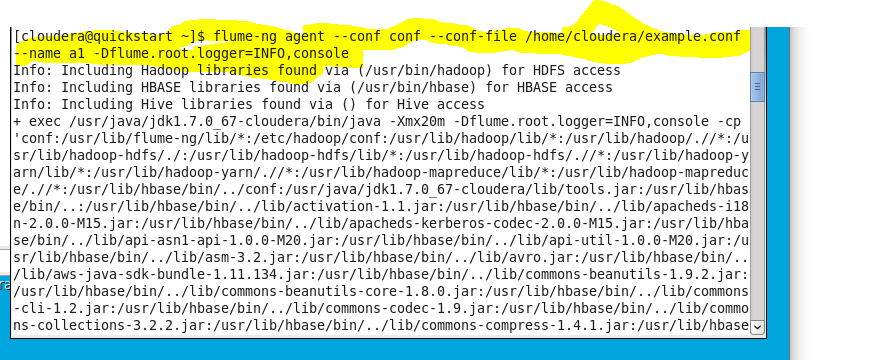 [cloudera@quickstart ~]$ flume-ng agent --conf conf --conf-file /home/cloudera/example.conf
--name a1 -Dflume.root.logger=INFO,console
Info: Including Hadoop libraries found via (/usr/bin/hadoop) for HDFS access
Info: Including HBASE libraries found via (/usr/bin/hbase) for HBASE access
Info: Including Hive libraries found via () for Hive access
+ exec /usr/java/jdk1.7.0_67-cloudera/bin/java -Xmx20m -Dflume.root.logger=INFO,console -cp
'conf:/usr/lib/flume-ng/lib/*:/etc/hadoop/conf:/usr/lib/hadoop/lib/*:/usr/lib/hadoop/.//*:/u
sr/lib/hadoop-hdfs/./:/usr/lib/hadoop-hdfs/lib/*:/usr/lib/hadoop-hdfs/.//*:/usr/lib/hadoop-y
arn/lib/*:/usr/lib/hadoop-yarn/.//*:/usr/lib/hadoop-mapreduce/lib/*:/usr/lib/hadoop-mapreduc
e/.//*:/usr/lib/hbase/bin/../conf:/usr/java/jdk1.7.0_67-cloudera/lib/tools.jar:/usr/lib/hbas
e/bin/..:/usr/lib/hbase/bin/../lib/activation-1.1.jar:/usr/lib/hbase/bin/../lib/apacheds-i18
n-2.0.0-M15.jar:/usr/lib/hbase/bin/../lib/apacheds-kerberos-codec-2.0.0-M15.jar:/usr/lib/hba
se/bin/../lib/api-asn1-api-1.0.0-M20.jar:/usr/lib/hbase/bin/../lib/api-util-1.0.0-M20.jar:/u
sr/lib/hbase/bin/../lib/asm-3.2.jar:/usr/lib/hbase/bin/../lib/avro.jar:/usr/lib/hbase/bin/..
/lib/aws-java-sdk-bundle-1.11.134.jar:/usr/lib/hbase/bin/../lib/commons-beanutils-1.9.2.jar:
/usr/lib/hbase/bin/../lib/commons-beanutils-core-1.8.0.jar:/usr/lib/hbase/bin/../lib/commons
-cli-1.2.jar:/usr/lib/hbase/bin/../lib/commons-codec-1.9.jar:/usr/lib/hbase/bin/../lib/commo
ns-collections-3.2.2.jar:/usr/lib/hbase/bin/../lib/commons-compress-1.4.1.jar:/usr/lib/hbase